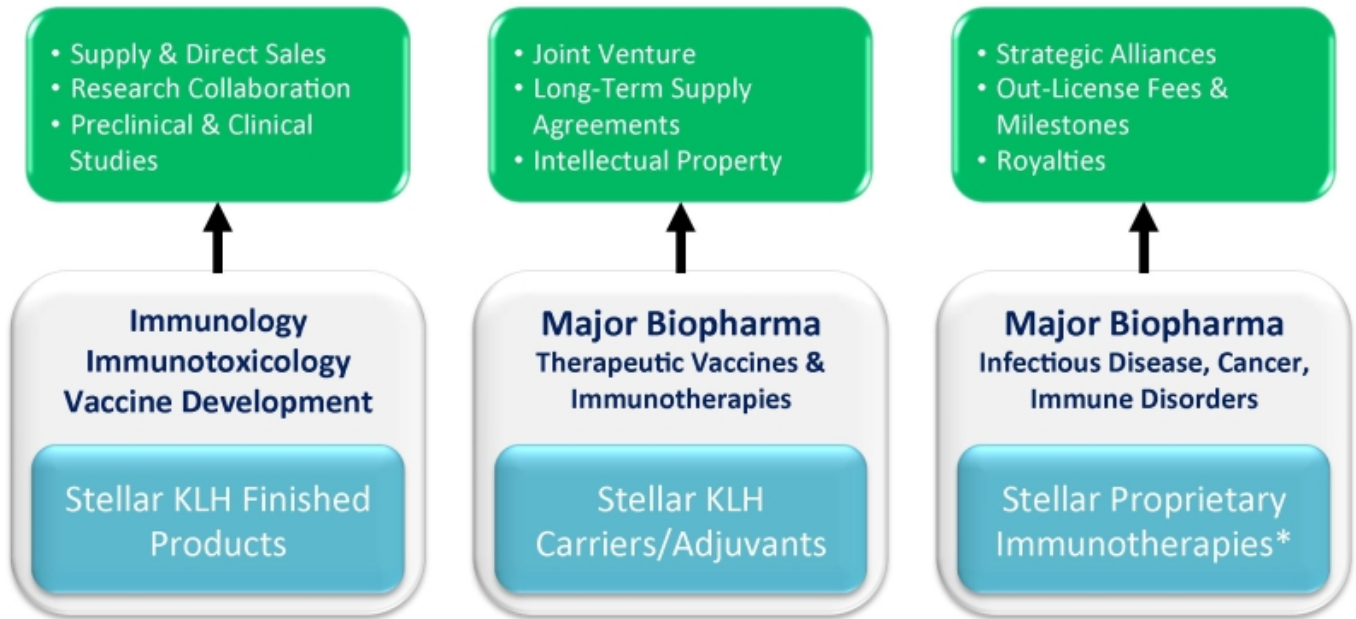 • Supply & Direct Sales
• Research Collaboration
• Preclinical & Clinical
Studies
• Joint Venture
• Long-Term Supply
Agreements
• Intellectual Property
• Strategic Alliances
• Out-License Fees &
Milestones
• Royalties
Immunology
Immunotoxicology
Vaccine Development
Stellar KLH Finished
Products
Major Biopharma
Therapeutic Vaccines &
Immunotherapies
Stellar KLH
Carriers/Adjuvants
Major Biopharma
Infectious Disease, Cancer,
Immune Disorders
Stellar Proprietary
Immunotherapies*